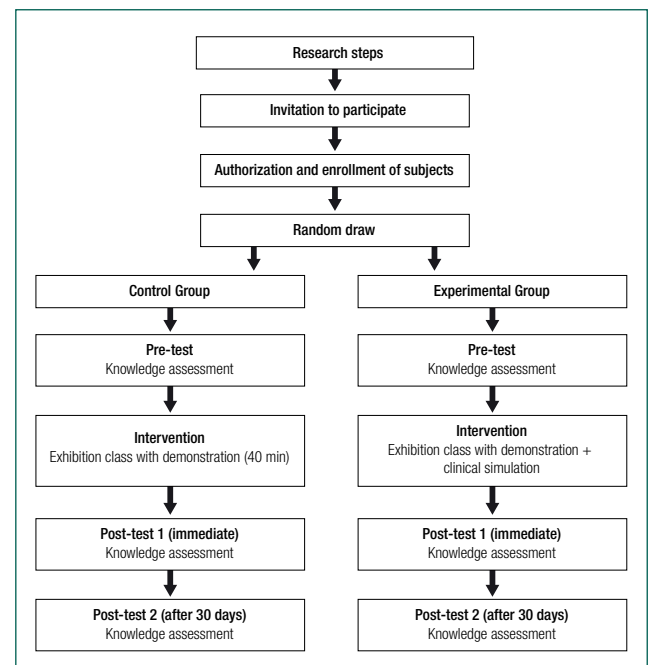 Research steps
Invitation to participate
Authorization and enrollment of subjects
Random draw
Control Group
Pre-test
Knowledge assessment
Intervention
Exhibition class with demonstration (40 min)
Post-test 1 (immediate)
Knowledge assessment
Post-test 2 (after 30 days)
Knowledge assessment
Experimental Group
Pre-test
Knowledge assessment
Intervention
Exhibition class with demonstration +
clinical simulation
Post-test 1 (immediate)
Knowledge assessment
Post-test 2 (after 30 days)
Knowledge assessment